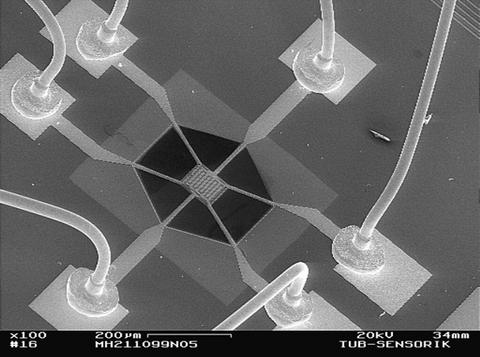 x100 200µm 20kV 34mm
#16 MH211099N05 TUB-SENSORIK